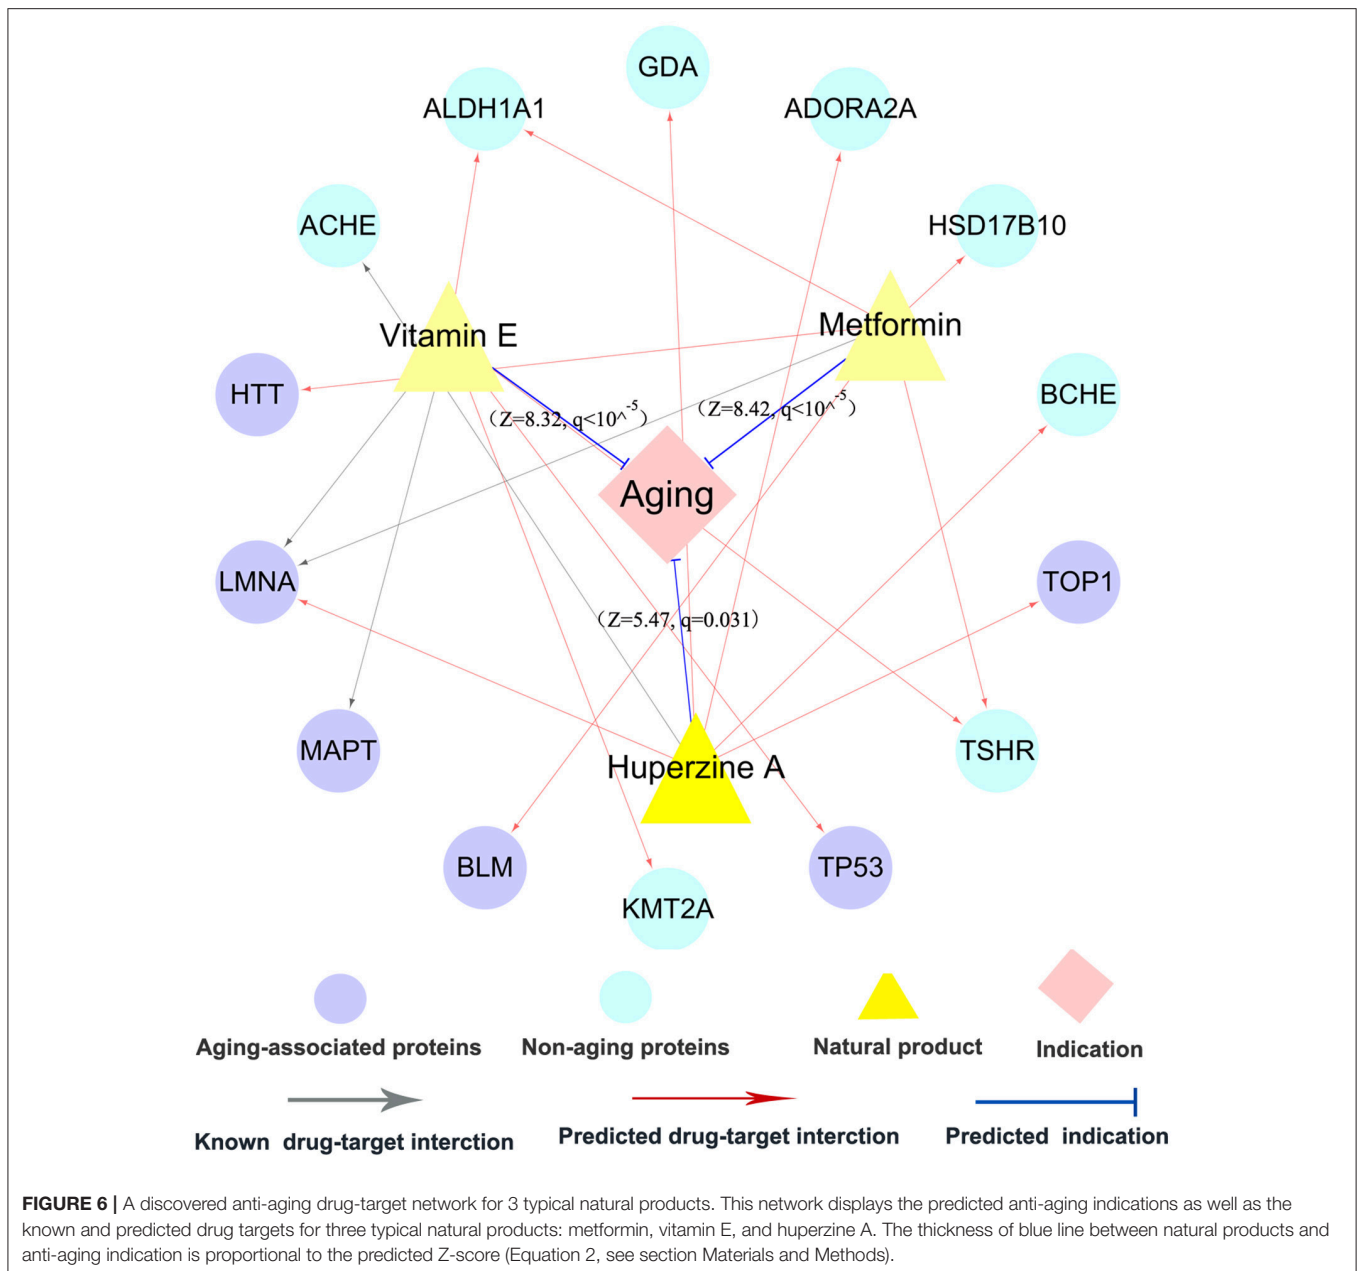 GDA
ALDH1A1
ADORA2A
ACHE
HSD17B10
Vitamin E
Metformin
HTT
BCHE
(Z=8.32, q<10^-5)
(Z=8.42, q<10^-5)
Aging
LMNA
TOP1
(Z=5.47, q=0.031)
MAPT
TSHR
Huperzine A
BLM
TP53
KMT2A
Aging-associated proteins
Non-aging proteins
Natural product
Indication
Known drug-target interction
Predicted drug-target interction
Predicted indication
FIGURE 6 | A discovered anti-aging drug-target network for 3 typical natural products. This network displays the predicted anti-aging indications as well as the
known and predicted drug targets for three typical natural products: metformin, vitamin E, and huperzine A. The thickness of blue line between natural products and
anti-aging indication is proportional to the predicted Z-score (Equation 2, see section Materials and Methods).